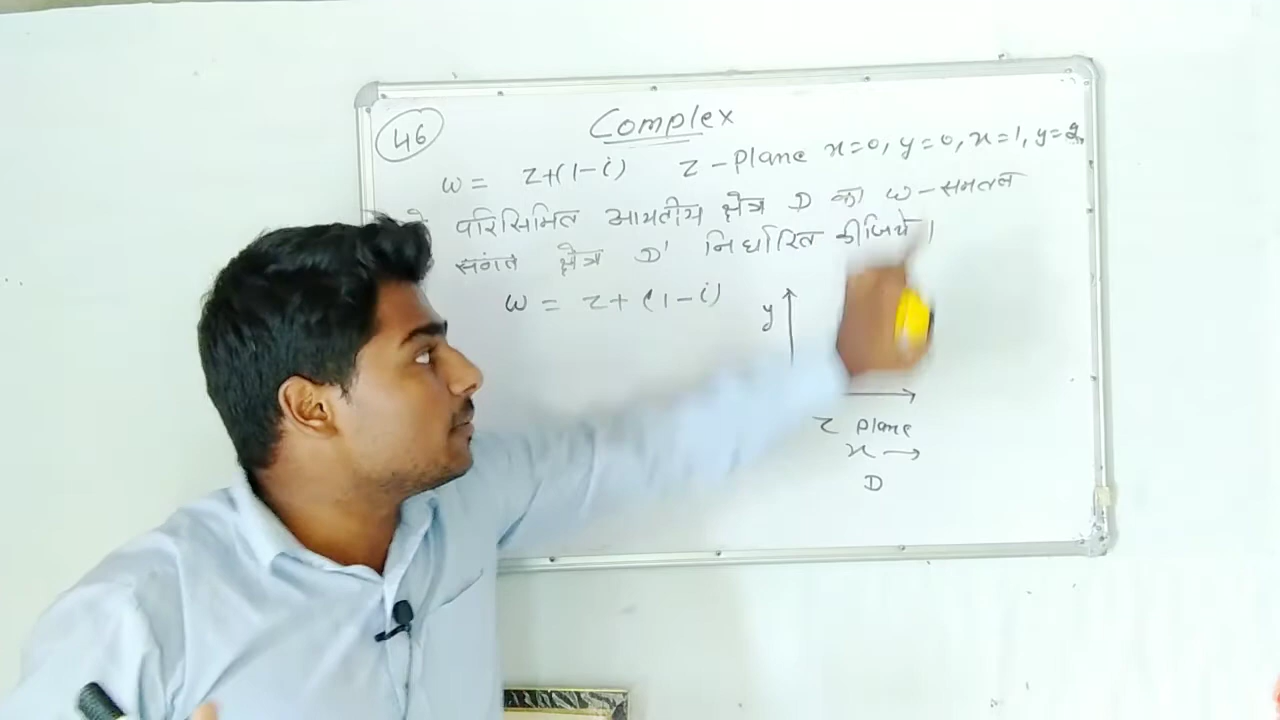 46
Complex
w = z+(1-i) z-plane x=0, y=0, x=1, y=2
परिसिमित आयतीय क्षेत्र D का w-समतल
संगत क्षेत्र D' निर्धारित कीजिये।
w = z+(1-i)
y
z plane
x →
D